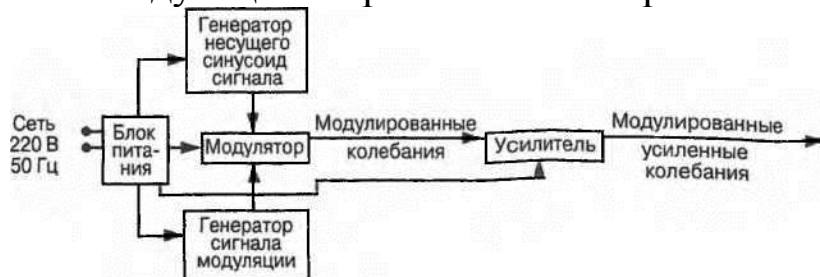 Генератор
несущего
синусоид
сигнала
Сеть
220 В
50 Гц
Блок
пита-
ния
Модулятор
Модулированные
колебания
Усилитель
Модулированные
усиленные
колебания
Генератор
сигнала
модуляции